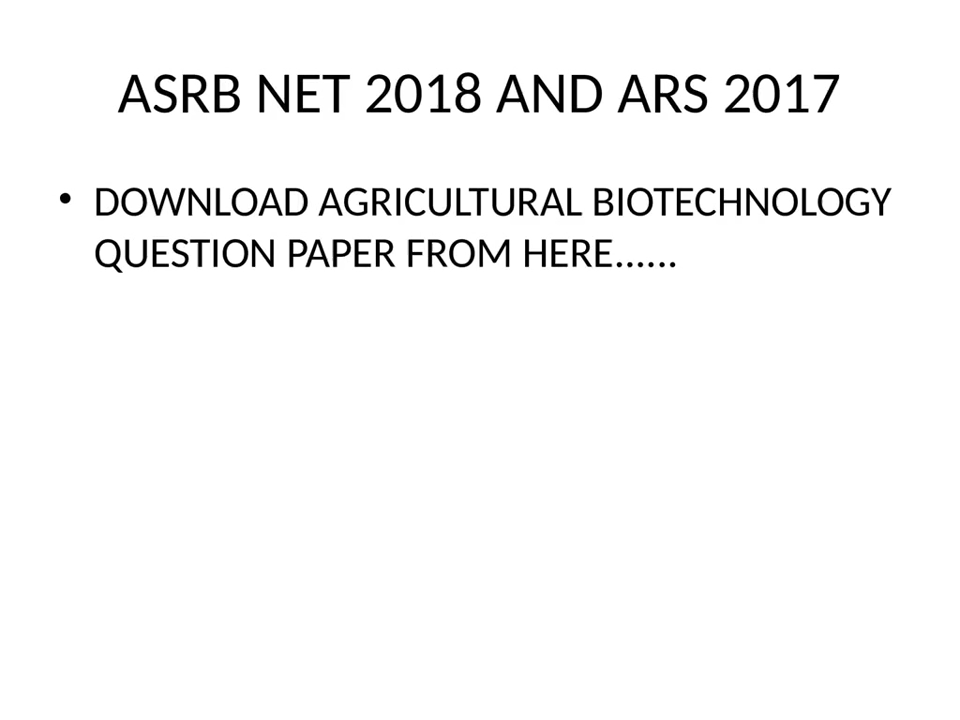 ASRB NET 2018 AND ARS 2017
• DOWNLOAD AGRICULTURAL BIOTECHNOLOGY
QUESTION PAPER FROM HERE......